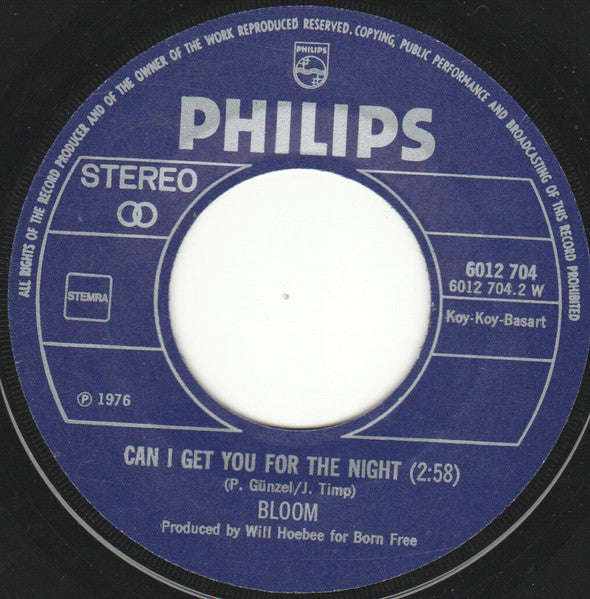 ALL RIGHTS OF THE RECORD PRODUCER AND OF THE OWNER OF THE WORK REPRODUCED RESERVED. COPYING, PUBLIC PERFORMANCE AND BROADCASTING OF THIS RECORD PROHIBITED
PHILIPS
PHILIPS
STEREO
6012 704
6012 704.2 W
STEMRA
Koy-Koy-Basart
℗ 1976
CAN I GET YOU FOR THE NIGHT (2:58)
(P. Günzel/J. Timp)
BLOOM
Produced by Will Hoebee for Born Free